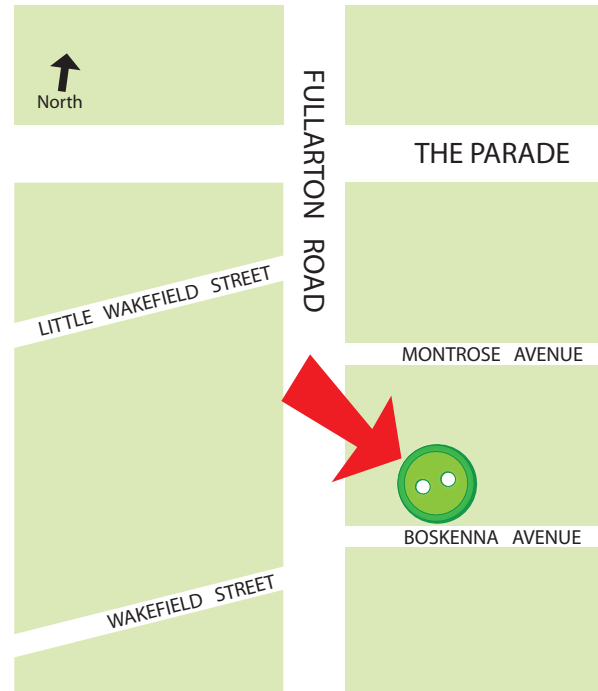 North
FULLARTON ROAD
THE PARADE
LITTLE WAKEFIELD STREET
MONTROSE AVENUE
BOSKENNA AVENUE
WAKEFIELD STREET